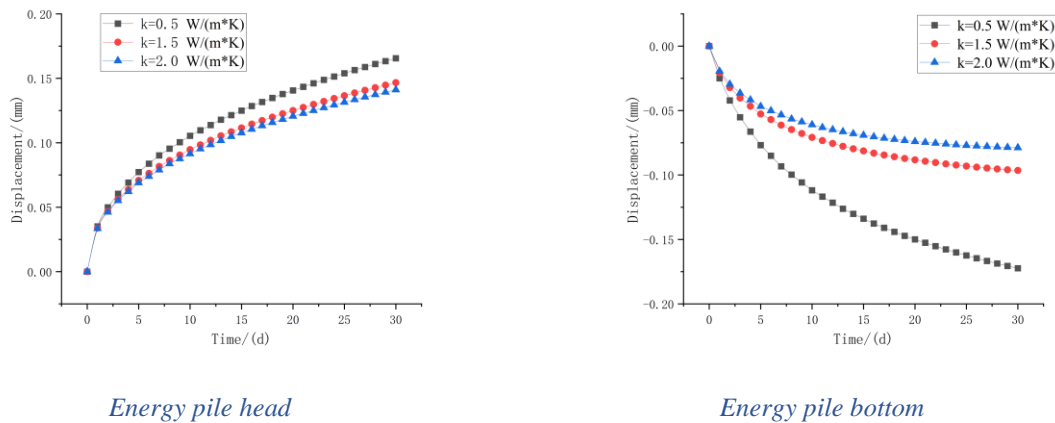 k=0.5 W/(m*K)
k=1.5 W/(m*K)
k=2.0 W/(m*K)
0.20
0.15
0.10
0.05
0.00
Displacement/(mm)
0 5 10 15 20 25 30
Time/(d)
Energy pile head
k=0.5 W/(m*K)
k=1.5 W/(m*K)
k=2.0 W/(m*K)
0.00
-0.05
-0.10
-0.15
-0.20
Displacement/(mm)
0 5 10 15 20 25 30
Time/(d)
Energy pile bottom